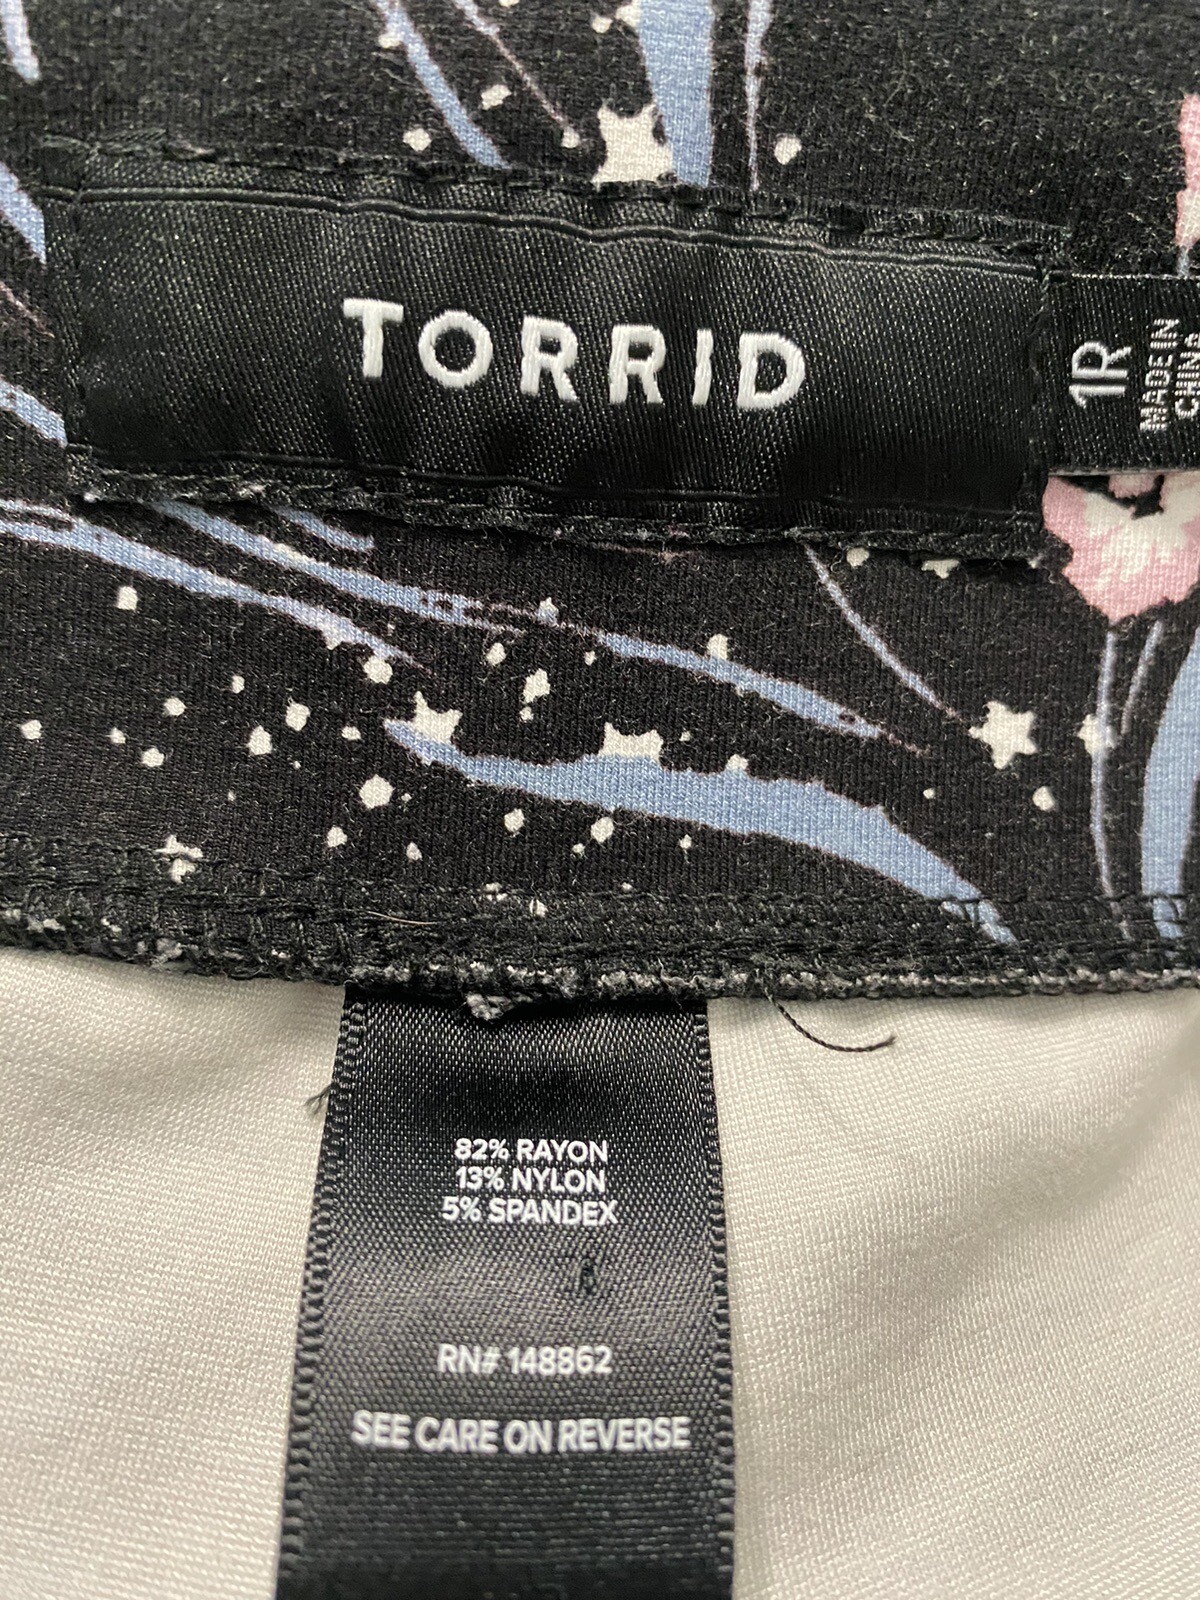 TORRID
1R
MADE IN
CHINA
82% RAYON
13% NYLON
5% SPANDEX
RN# 148862
SEE CARE ON REVERSE